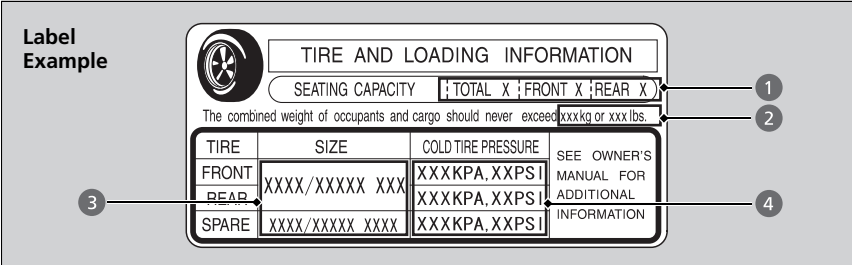 Label
Example
TIRE AND LOADING INFORMATION
SEATING CAPACITY TOTAL X FRONT X REAR X
1
The combined weight of occupants and cargo should never exceed xxx kg or xxx lbs.
2
TIRE SIZE COLD TIRE PRESSURE
SEE OWNER'S
MANUAL FOR
ADDITIONAL
INFORMATION
FRONT XXXX/XXXXX XXX XXXKPA,XXPSI
3 REAR XXXKPA,XXPSI 4
SPARE XXXX/XXXXX XXXX XXXKPA,XXPSI